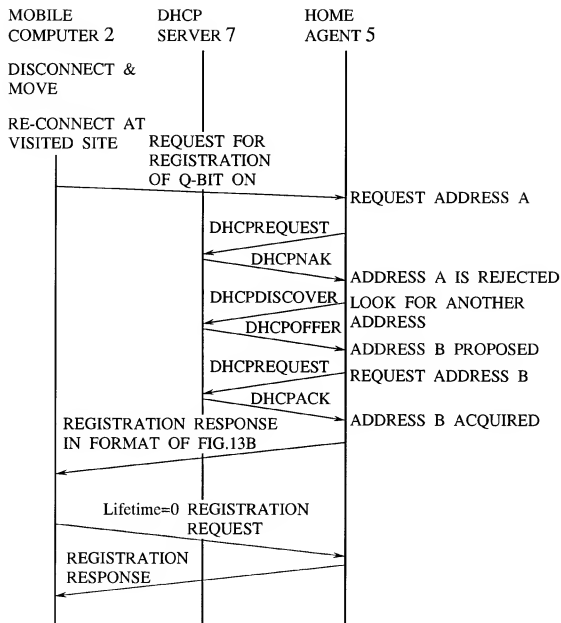 MOBILE COMPUTER 2
DHCP SERVER 7
HOME AGENT 5
DISCONNECT &
MOVE
RE-CONNECT AT
VISITED SITE
REQUEST FOR
REGISTRATION
OF Q-BIT ON
REQUEST ADDRESS A
DHCPREQUEST
DHCPNAK
ADDRESS A IS REJECTED
DHCPDISCOVER
LOOK FOR ANOTHER
ADDRESS
DHCPOFFER
ADDRESS B PROPOSED
DHCPREQUEST
REQUEST ADDRESS B
DHCPACK
ADDRESS B ACQUIRED
REGISTRATION RESPONSE
IN FORMAT OF FIG.13B
Lifetime=0 REGISTRATION
REQUEST
REGISTRATION
RESPONSE